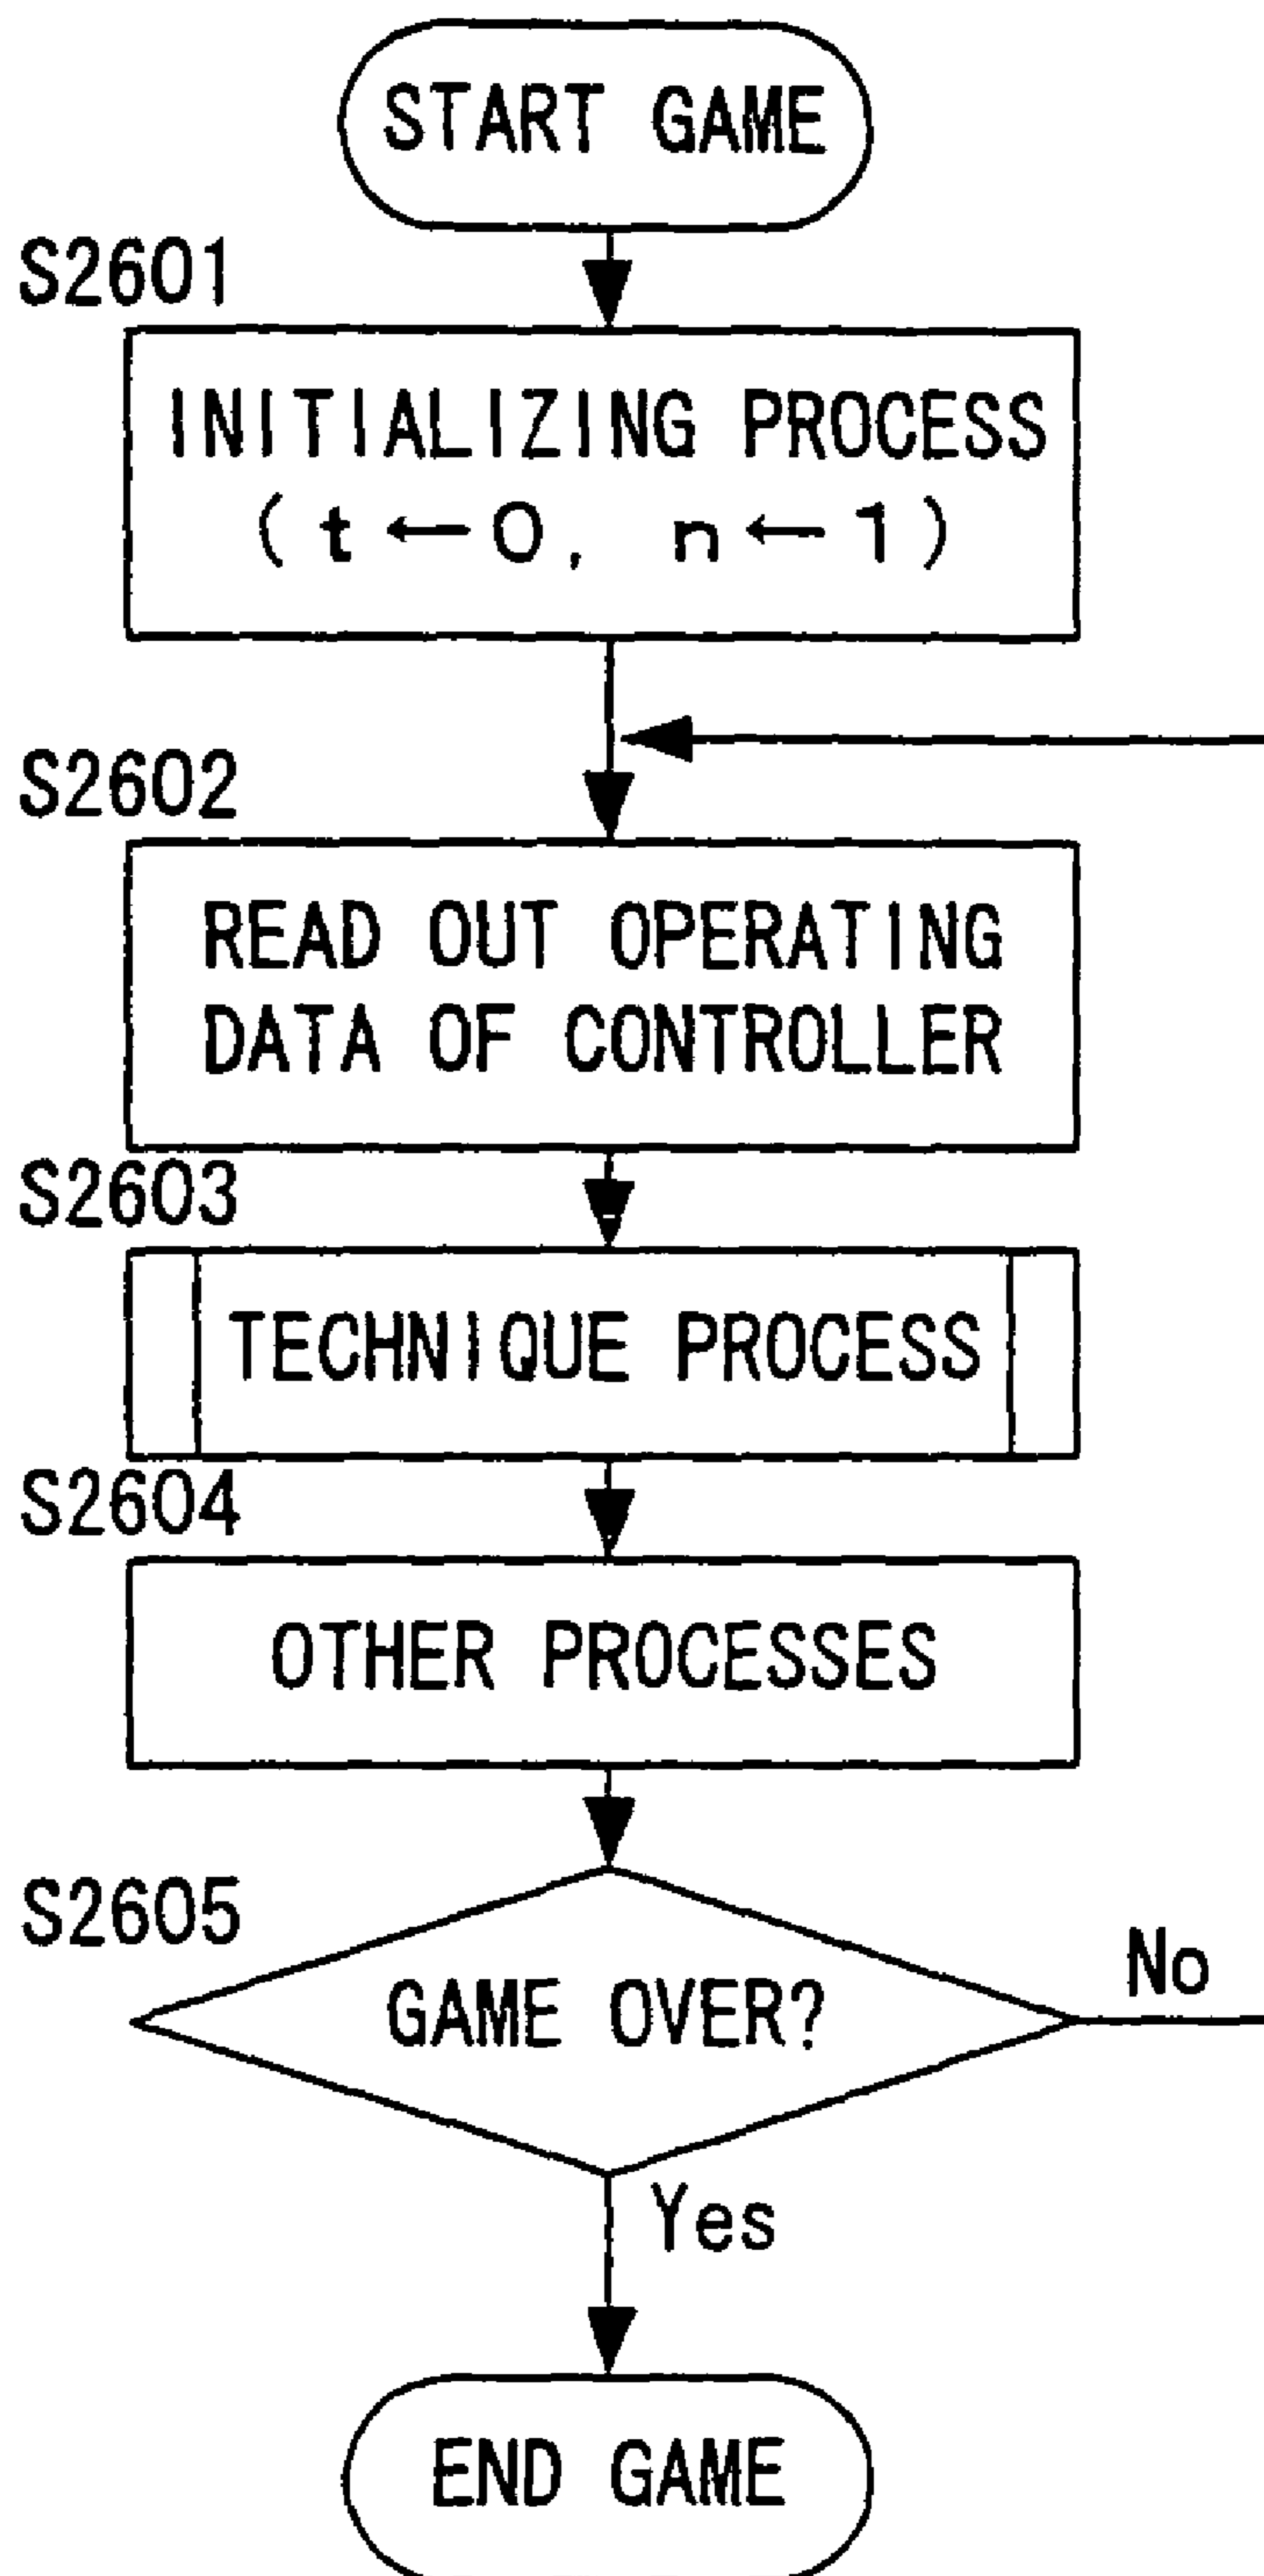 START GAME
S2601
INITIALIZING PROCESS
(t←0, n←1)
S2602
READ OUT OPERATING
DATA OF CONTROLLER
S2603
TECHNIQUE PROCESS
S2604
OTHER PROCESSES
S2605
GAME OVER?
No
Yes
END GAME